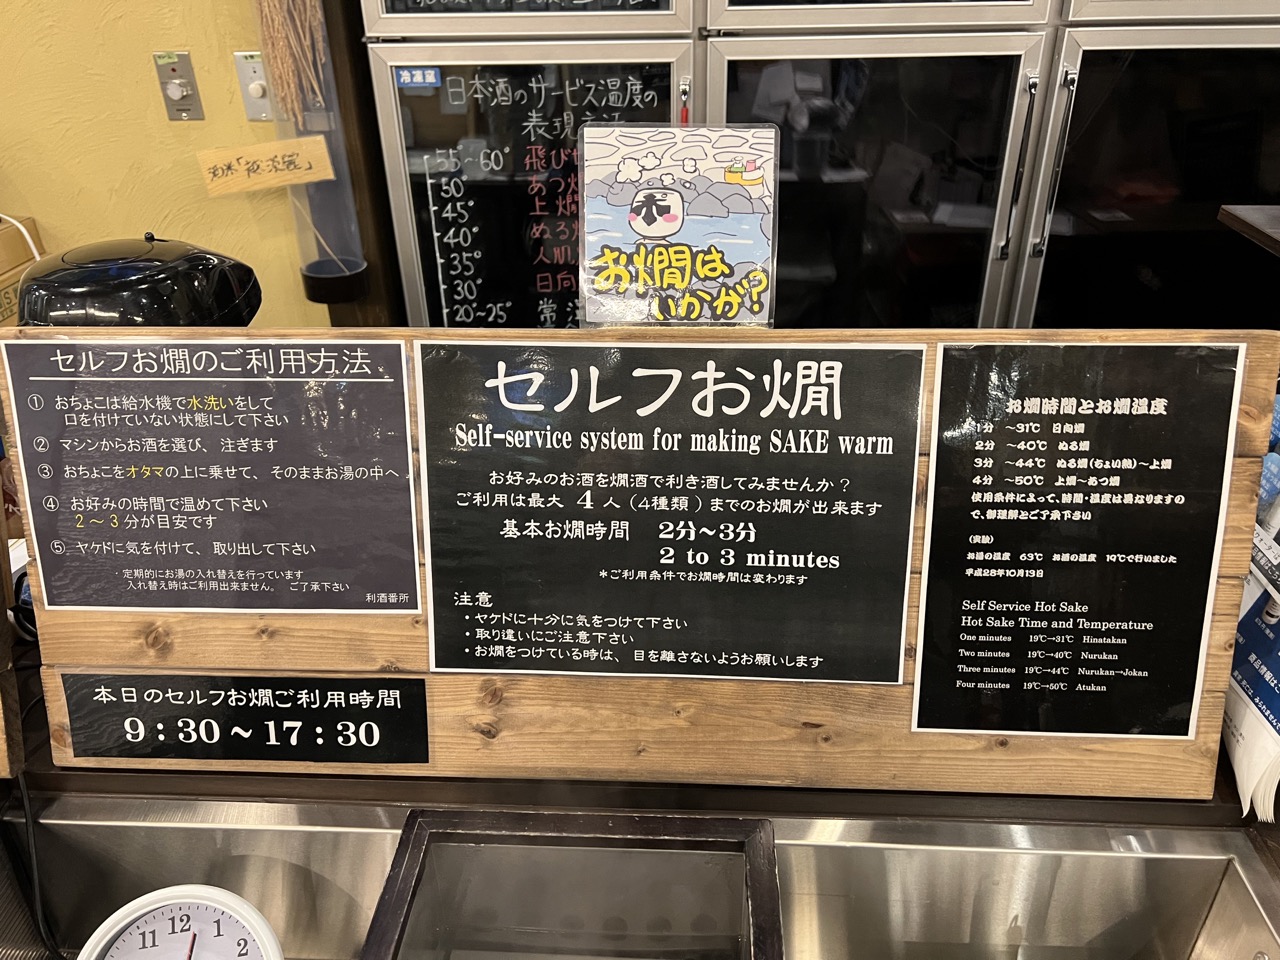 冷凍室
日本酒のサービス温度の
表現方法
55~60° 飛び
50° あつ燗
45° 上燗
40° ぬる
35° 人肌
30° 日向
20~25° 常温
お燗は
いかが?
セルフお燗のご利用方法
① おちょこは給水機で水洗いをして
口を付けていない状態にして下さい
② マシンからお酒を選び、注ぎます
③ おちょこをオタマの上に乗せて、そのままお湯の中へ
④ お好みの時間で温めて下さい
2~3分が目安です
⑤ ヤケドに気を付けて、取り出して下さい
・定期的にお湯の入れ替えを行っています
入れ替え時はご利用出来ません。 ご了承下さい
利酒番所
本日のセルフお燗ご利用時間
9:30~17:30
セルフお燗
Self-service system for making SAKE warm
お好みのお酒を燗酒で利き酒してみませんか?
ご利用は最大 4人(4種類)までのお燗が出来ます
基本お燗時間 2分~3分
2 to 3 minutes
*ご利用条件でお燗時間は変わります
注意
・ヤケドに十分に気をつけて下さい
・取り違いにご注意下さい
・お燗をつけている時は、目を離さないようお願いします
お燗時間とお燗温度
1分 ~31℃ 日向燗
2分 ~40℃ ぬる燗
3分 ~44℃ ぬる燗(ちょい熱)~上燗
4分 ~50℃ 上燗~あつ燗
使用条件によって、時間・温度は異なりますの
で、御理解とご了承下さい
(実験)
お湯の温度 63℃ お酒の温度 19℃で行いました
平成28年10月13日
Self Service Hot Sake
Hot Sake Time and Temperature
One minutes 19℃→31℃ Hinatakan
Two minutes 19℃→40℃ Nurukan
Three minutes 19℃→44℃ Nurukan→Jokan
Four minutes 19℃→50℃ Atukan
11 12 1 2